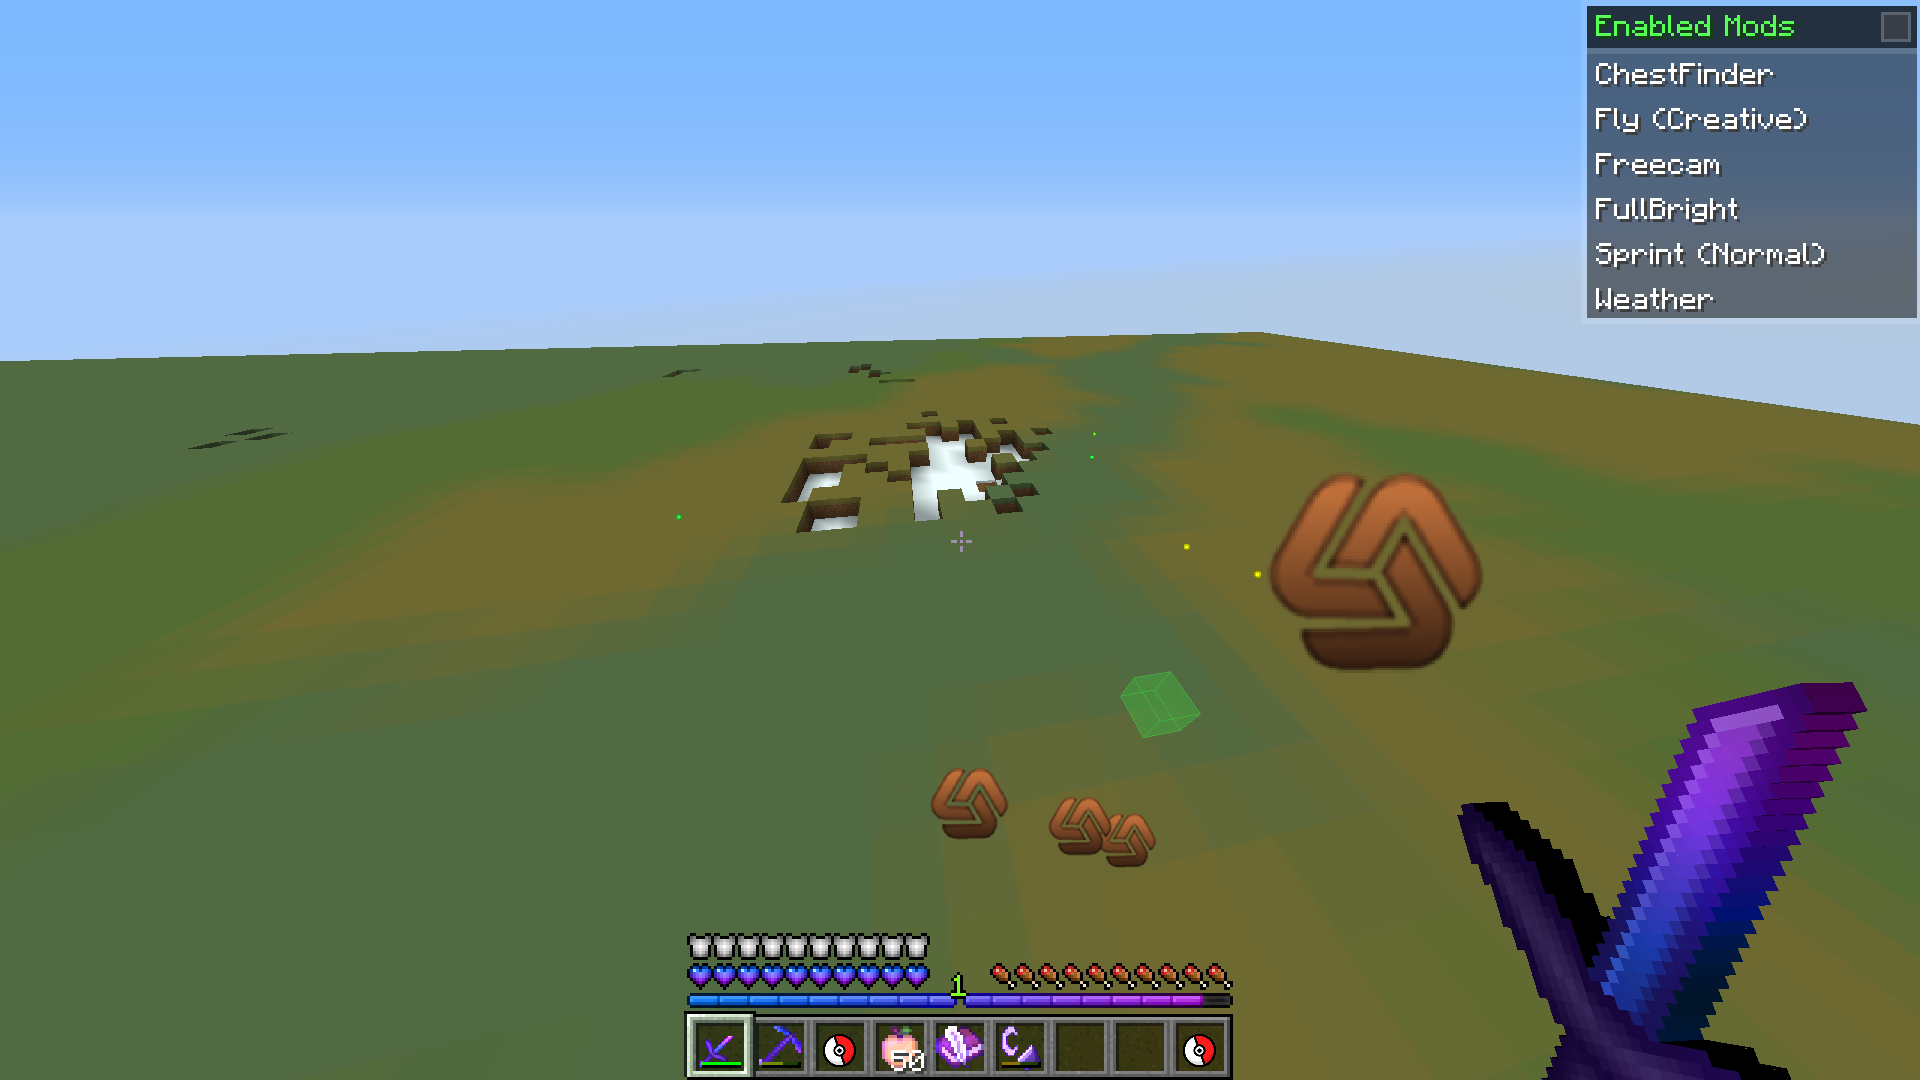 Enabled Mods
ChestFinder
Fly (Creative)
Freecam
FullBright
Sprint (Normal)
Weather
1
50